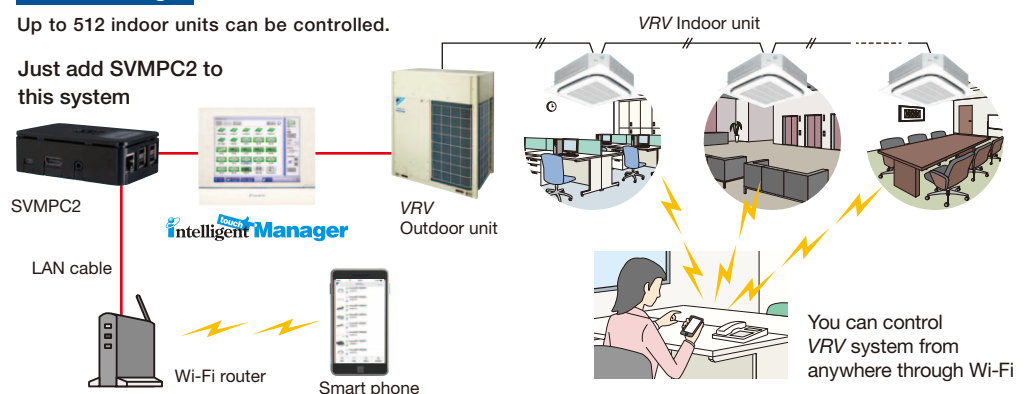 Up to 512 indoor units can be controlled.
VRV Indoor unit
Just add SVMPC2 to
this system
SVMPC2
intelligent touch Manager
VRV
Outdoor unit
LAN cable
Wi-Fi router
Smart phone
You can control
VRV system from
anywhere through Wi-Fi